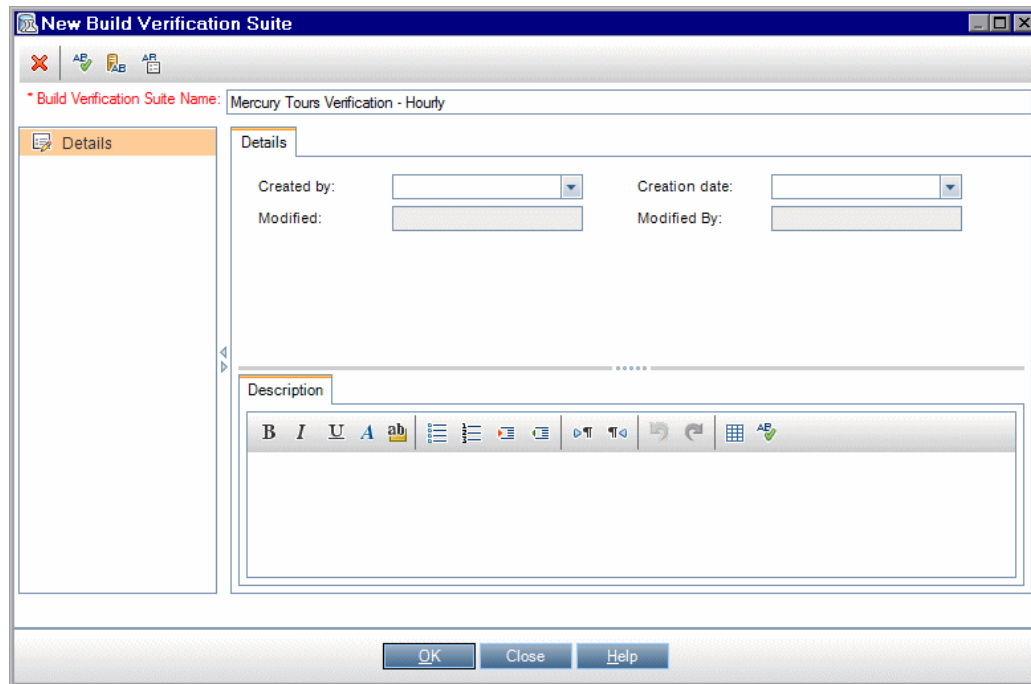 New Build Verification Suite
* Build Verification Suite Name: Mercury Tours Verification - Hourly
Details
Details
Created by: Creation date:
Modified: Modified By:
Description
B I U A ab
OK Close Help